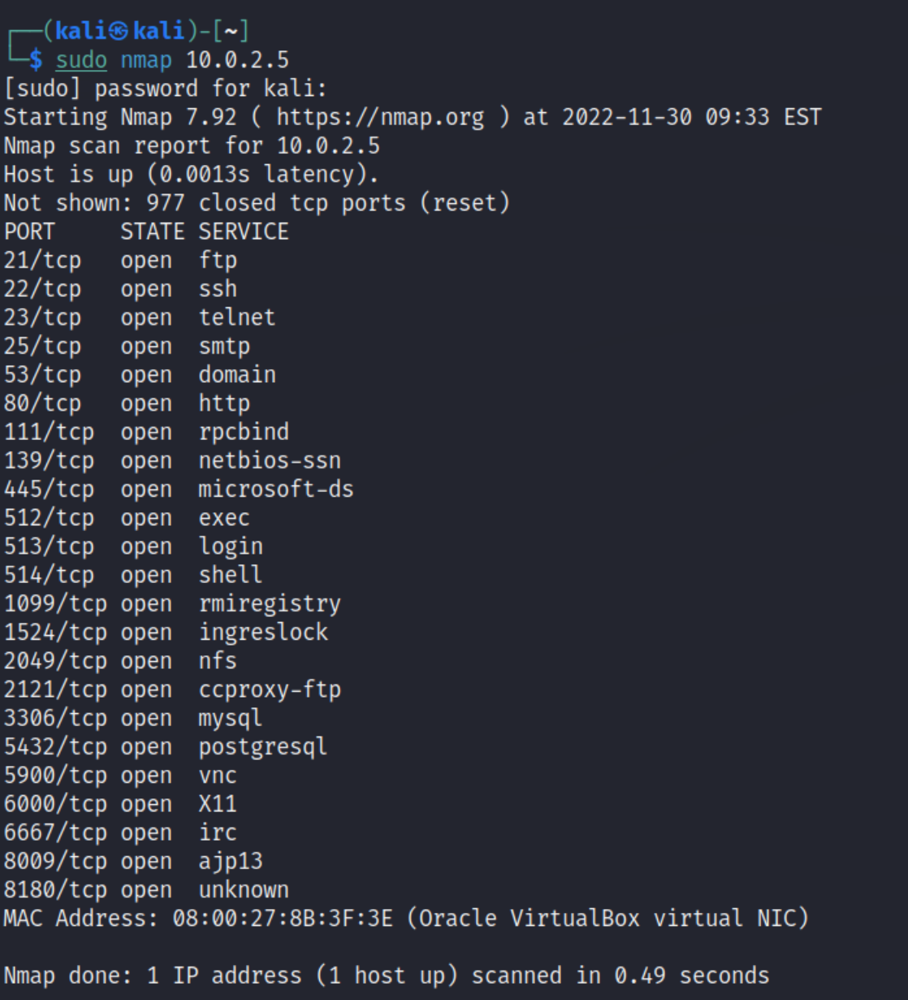 ┌──(kali㉿kali)-[~]
└─$ sudo nmap 10.0.2.5
[sudo] password for kali:
Starting Nmap 7.92 ( https://nmap.org ) at 2022-11-30 09:33 EST
Nmap scan report for 10.0.2.5
Host is up (0.0013s latency).
Not shown: 977 closed tcp ports (reset)
PORT     STATE SERVICE
21/tcp   open  ftp
22/tcp   open  ssh
23/tcp   open  telnet
25/tcp   open  smtp
53/tcp   open  domain
80/tcp   open  http
111/tcp  open  rpcbind
139/tcp  open  netbios-ssn
445/tcp  open  microsoft-ds
512/tcp  open  exec
513/tcp  open  login
514/tcp  open  shell
1099/tcp open  rmiregistry
1524/tcp open  ingreslock
2049/tcp open  nfs
2121/tcp open  ccproxy-ftp
3306/tcp open  mysql
5432/tcp open  postgresql
5900/tcp open  vnc
6000/tcp open  X11
6667/tcp open  irc
8009/tcp open  ajp13
8180/tcp open  unknown
MAC Address: 08:00:27:8B:3F:3E (Oracle VirtualBox virtual NIC)
Nmap done: 1 IP address (1 host up) scanned in 0.49 seconds